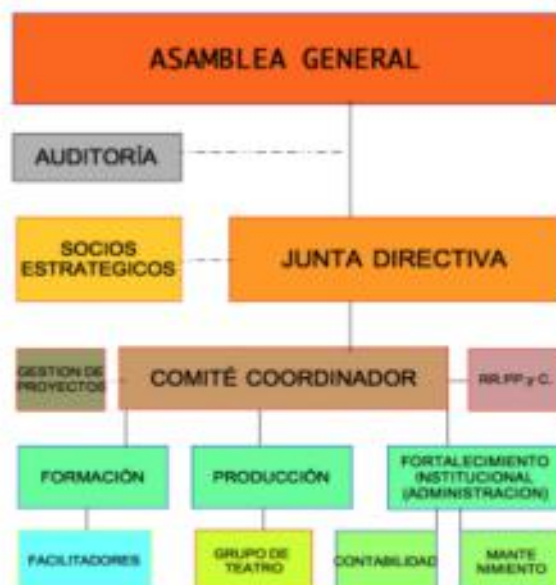 ASAMBLEA GENERAL
AUDITORÍA
SOCIOS
ESTRATEGICOS
JUNTA DIRECTIVA
GESTION DE
PROYECTOS
COMITÉ COORDINADOR
RR.PP y C.
FORMACIÓN
PRODUCCIÓN
FORTALECIMIENTO
INSTITUCIONAL
(ADMINISTRACION)
FACILITADORES
GRUPO DE
TEATRO
CONTABILIDAD
MANTE
NIMIENTO